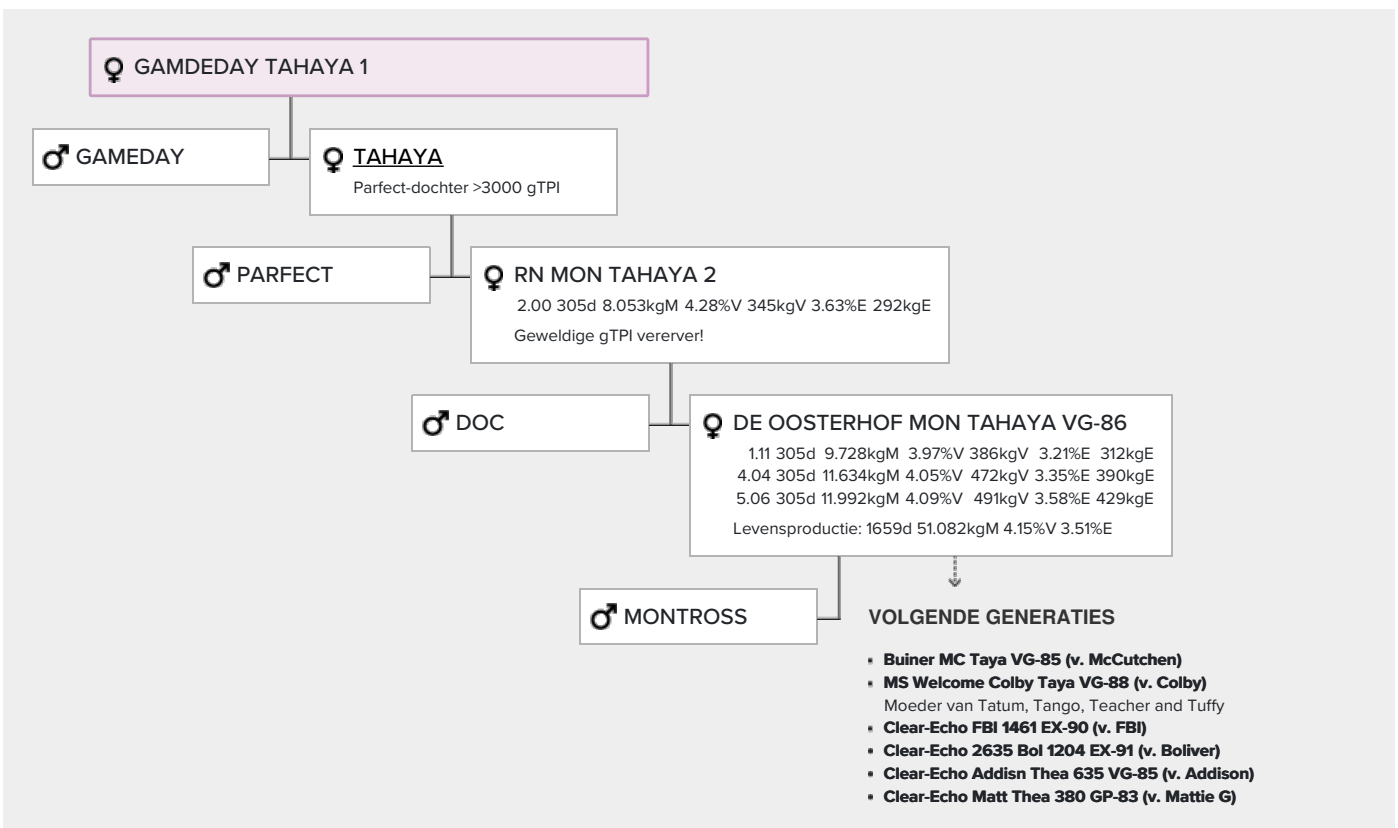 GAMDEDAY TAHAYA 1
GAMEDAY
TAHAYA
Parfect-dochter >3000 gTPI
PARFECT
RN MON TAHAYA 2
2.00 305d 8.053kgM 4.28%V 345kgV 3.63%E 292kgE
Geweldige gTPI vererver!
DOC
DE OOSTERHOF MON TAHAYA VG-86
1.11 305d 9.728kgM 3.97%V 386kgV 3.21%E 312kgE
4.04 305d 11.634kgM 4.05%V 472kgV 3.35%E 390kgE
5.06 305d 11.992kgM 4.09%V 491kgV 3.58%E 429kgE
Levensproductie: 1659d 51.082kgM 4.15%V 3.51%E
MONTROSS
VOLGENDE GENERATIES
Buiner MC Taya VG-85 (v. McCutchen)
MS Welcome Colby Taya VG-88 (v. Colby)
Moeder van Tatum, Tango, Teacher and Tuffy
Clear-Echo FBI 1461 EX-90 (v. FBI)
Clear-Echo 2635 Bol 1204 EX-91 (v. Boliver)
Clear-Echo Addisn Thea 635 VG-85 (v. Addison)
Clear-Echo Matt Thea 380 GP-83 (v. Mattie G)